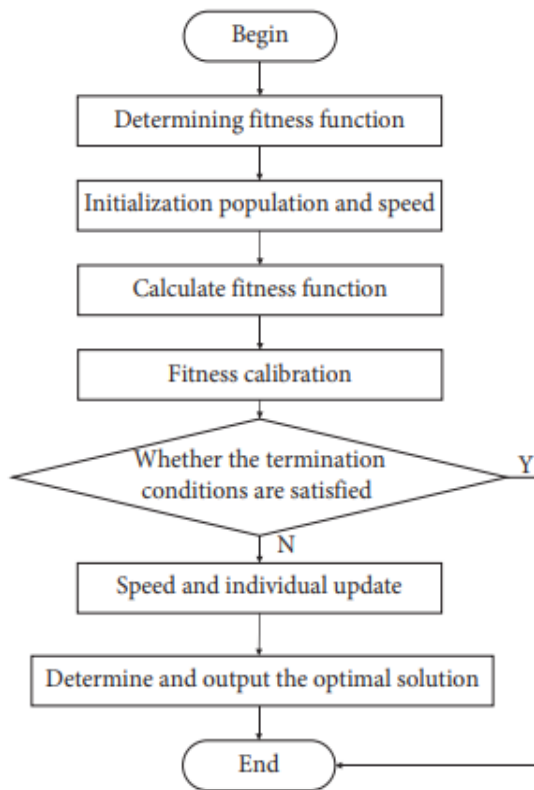 Begin
Determining fitness function
Initialization population and speed
Calculate fitness function
Fitness calibration
Whether the termination
conditions are satisfied
Y
N
Speed and individual update
Determine and output the optimal solution
End